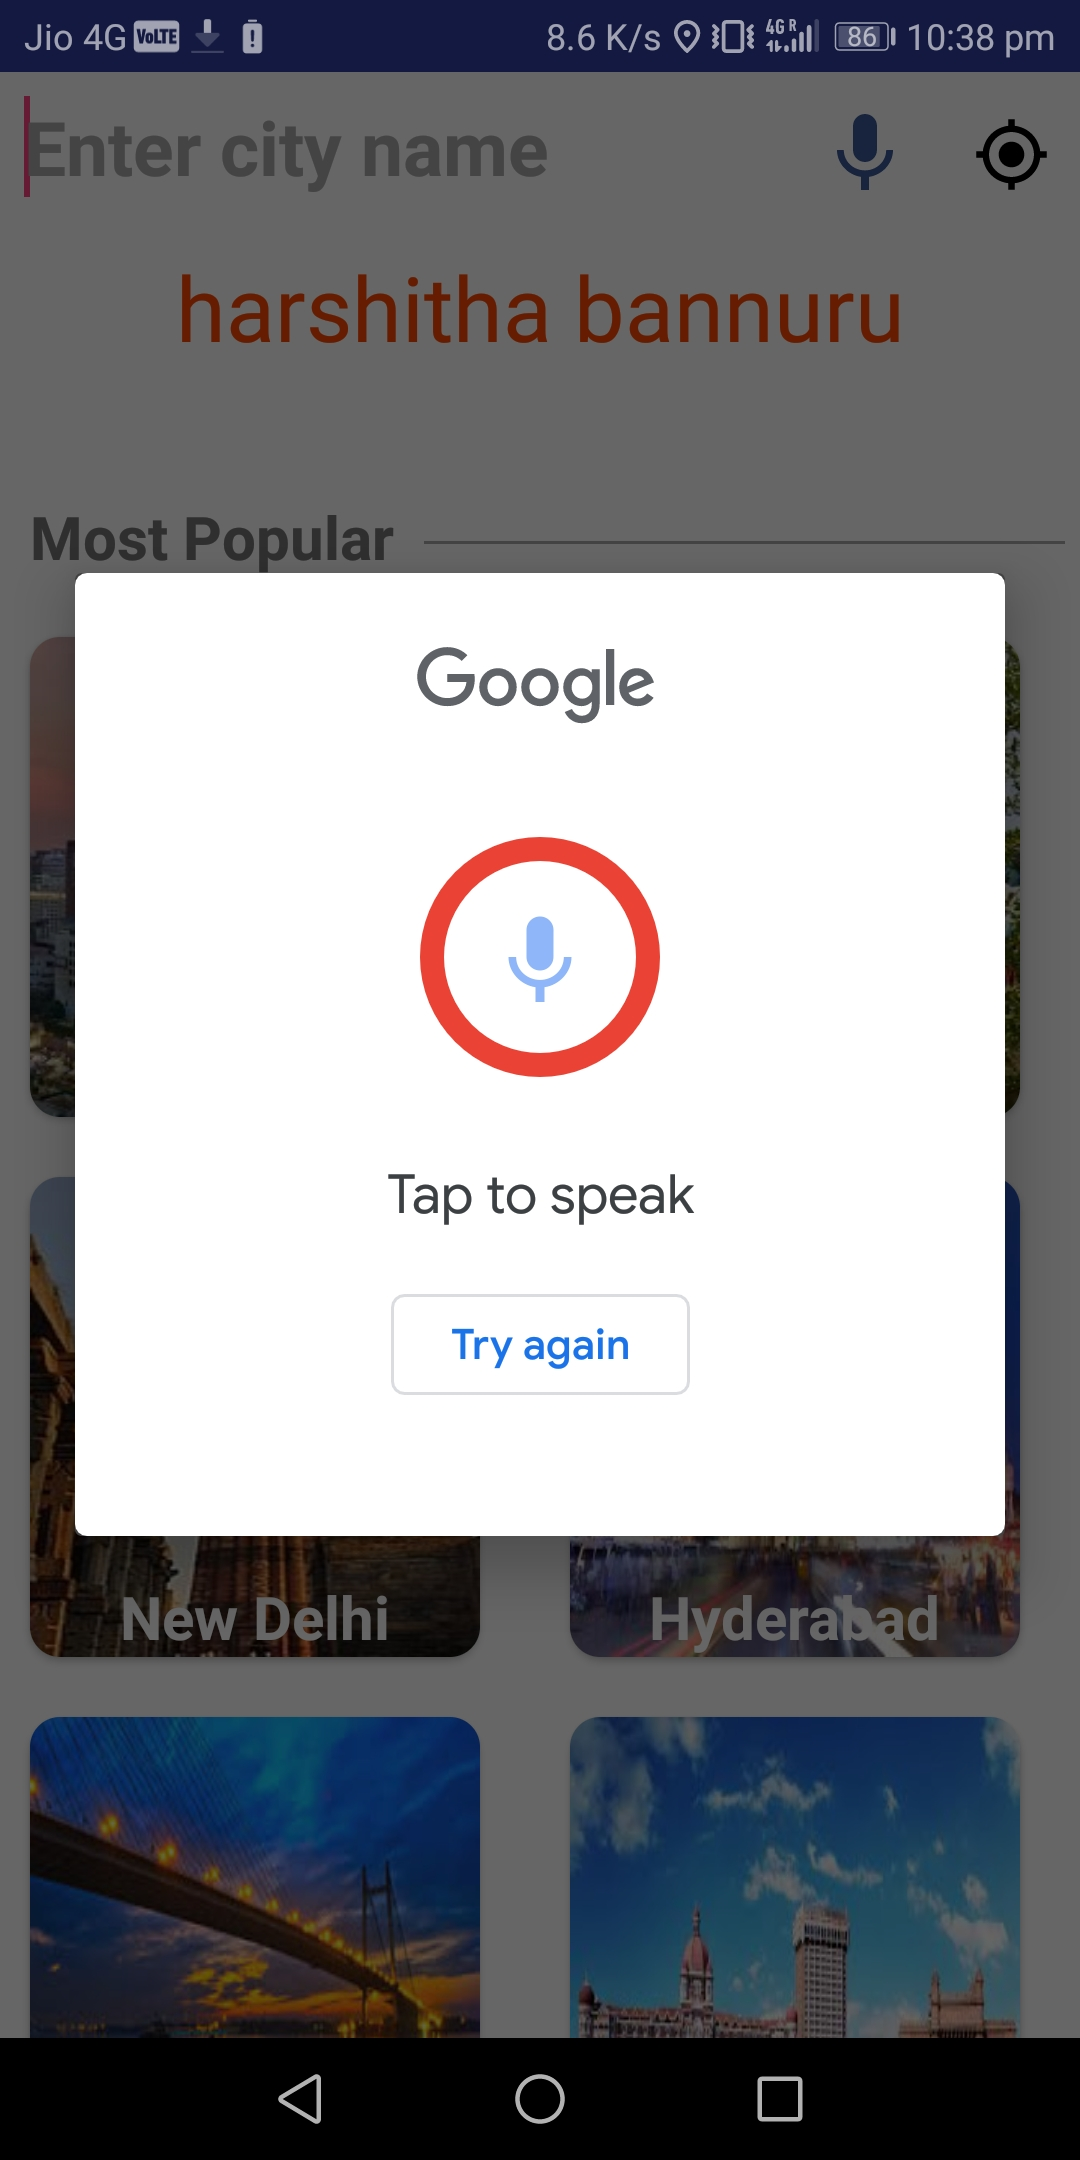 Jio 4G VoLTE 8.6 K/s 4G R 86 10:38 pm
Enter city name
harshitha bannuru
Most Popular
Google
Tap to speak
Try again
New Delhi
Hyderabad